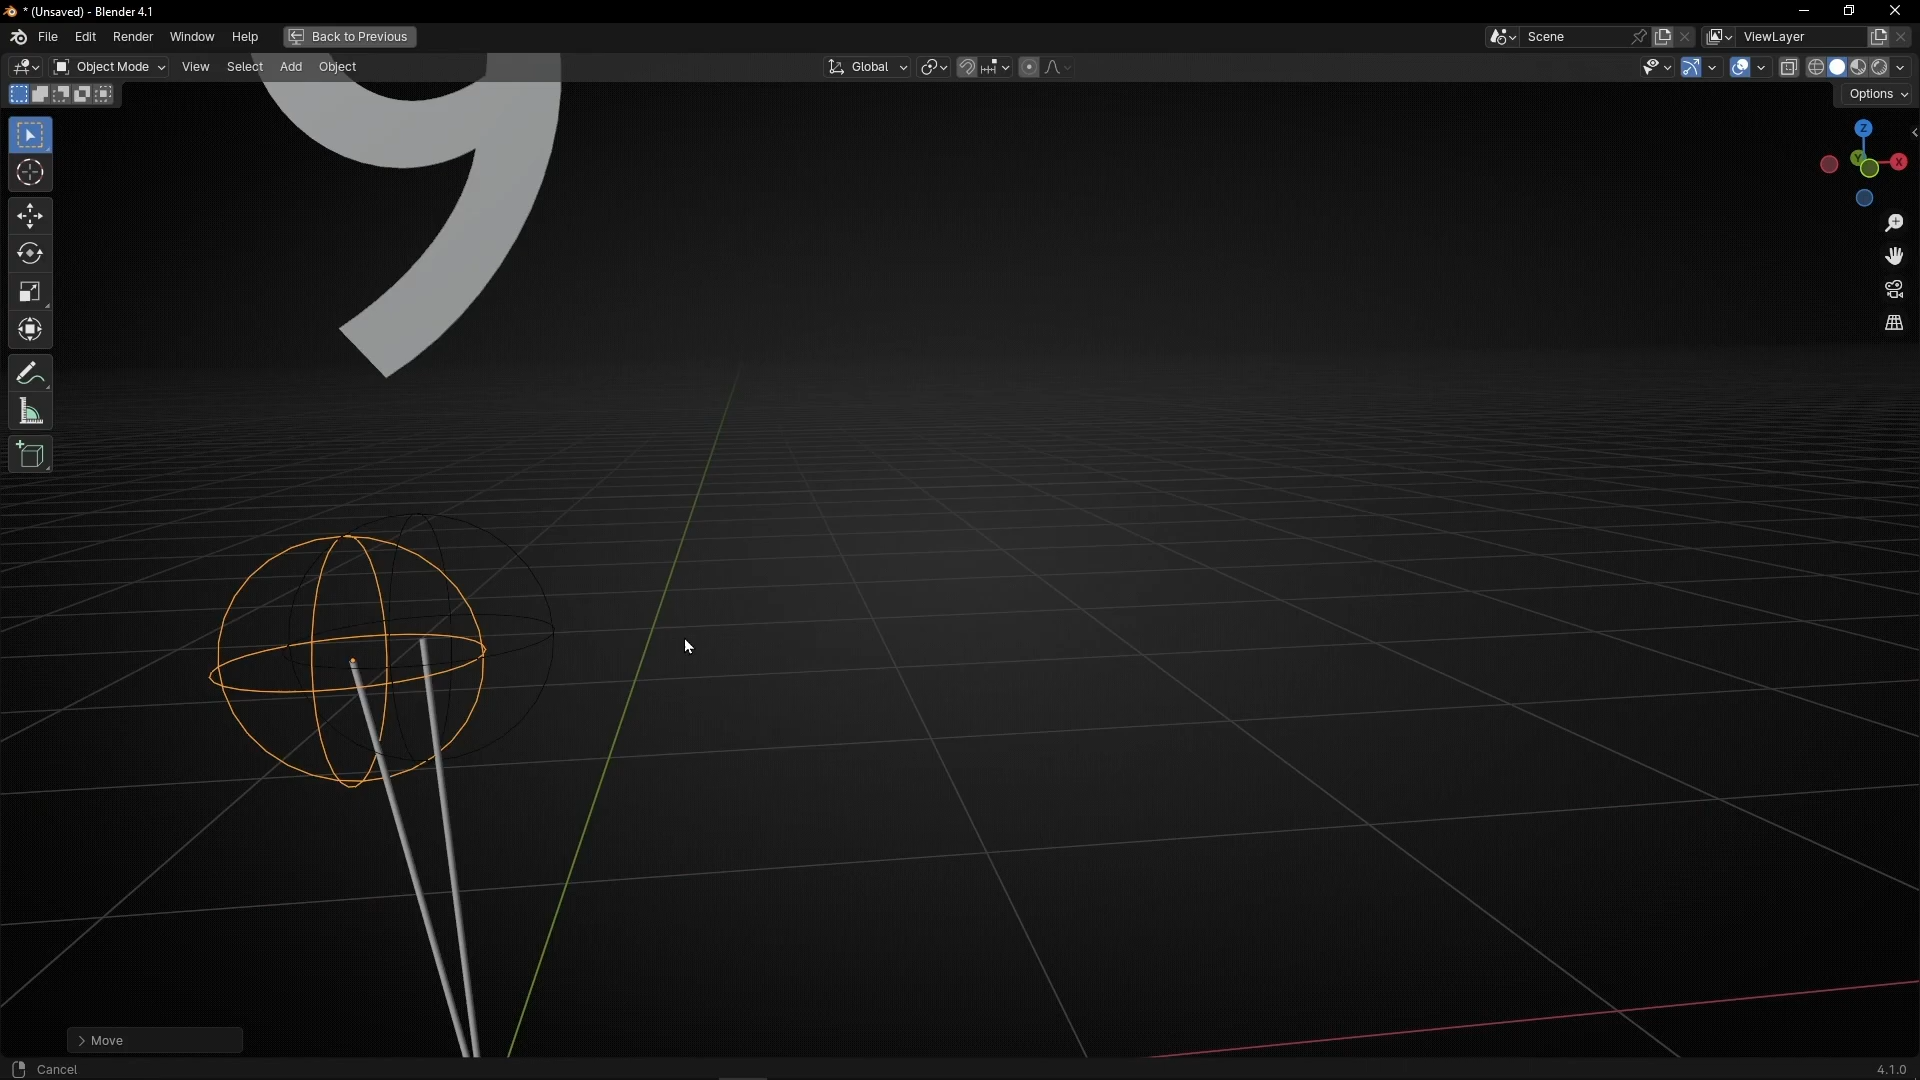 * (Unsaved) - Blender 4.1
File Edit Render Window Help Back to Previous Scene ViewLayer
Object Mode View Select Add Object Global
Options
Z
Y X
9
> Move
Cancel 4.1.0